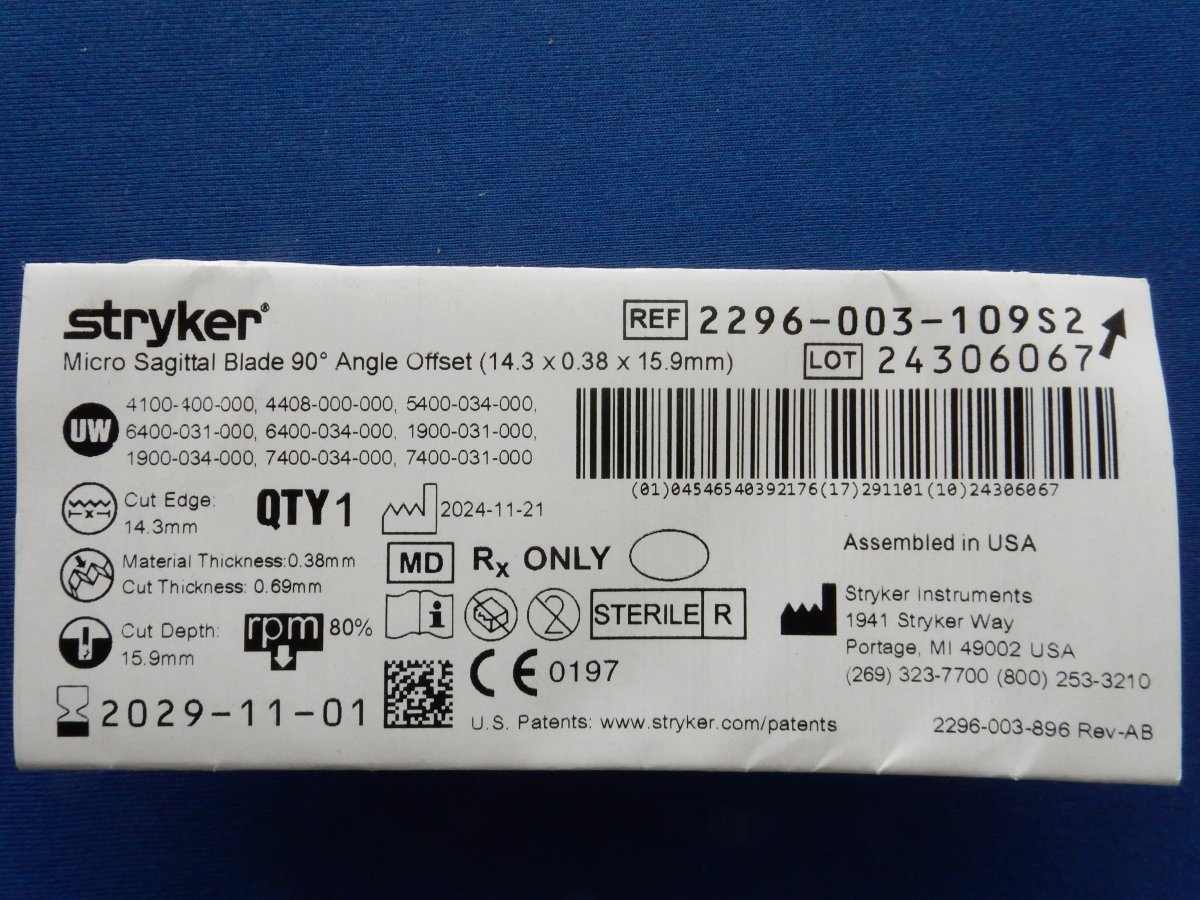 stryker®
REF 2296-003-109S2
Micro Sagittal Blade 90° Angle Offset (14.3 x 0.38 x 15.9mm)
LOT 24306067
UW
4100-400-000, 4408-000-000, 5400-034-000,
6400-031-000, 6400-034-000, 1900-031-000,
1900-034-000, 7400-034-000, 7400-031-000
(01)04546540392176(17)291101(10)24306067
x
Cut Edge:
14.3mm
QTY 1
2024-11-21
Material Thickness:0.38mm
Cut Thickness: 0.69mm
MD
Rx ONLY
Assembled in USA
Cut Depth:
15.9mm
rpm 80%
i
2
STERILE R
Stryker Instruments
1941 Stryker Way
Portage, MI 49002 USA
(269) 323-7700 (800) 253-3210
2029-11-01
CE 0197
U.S. Patents: www.stryker.com/patents
2296-003-896 Rev-AB